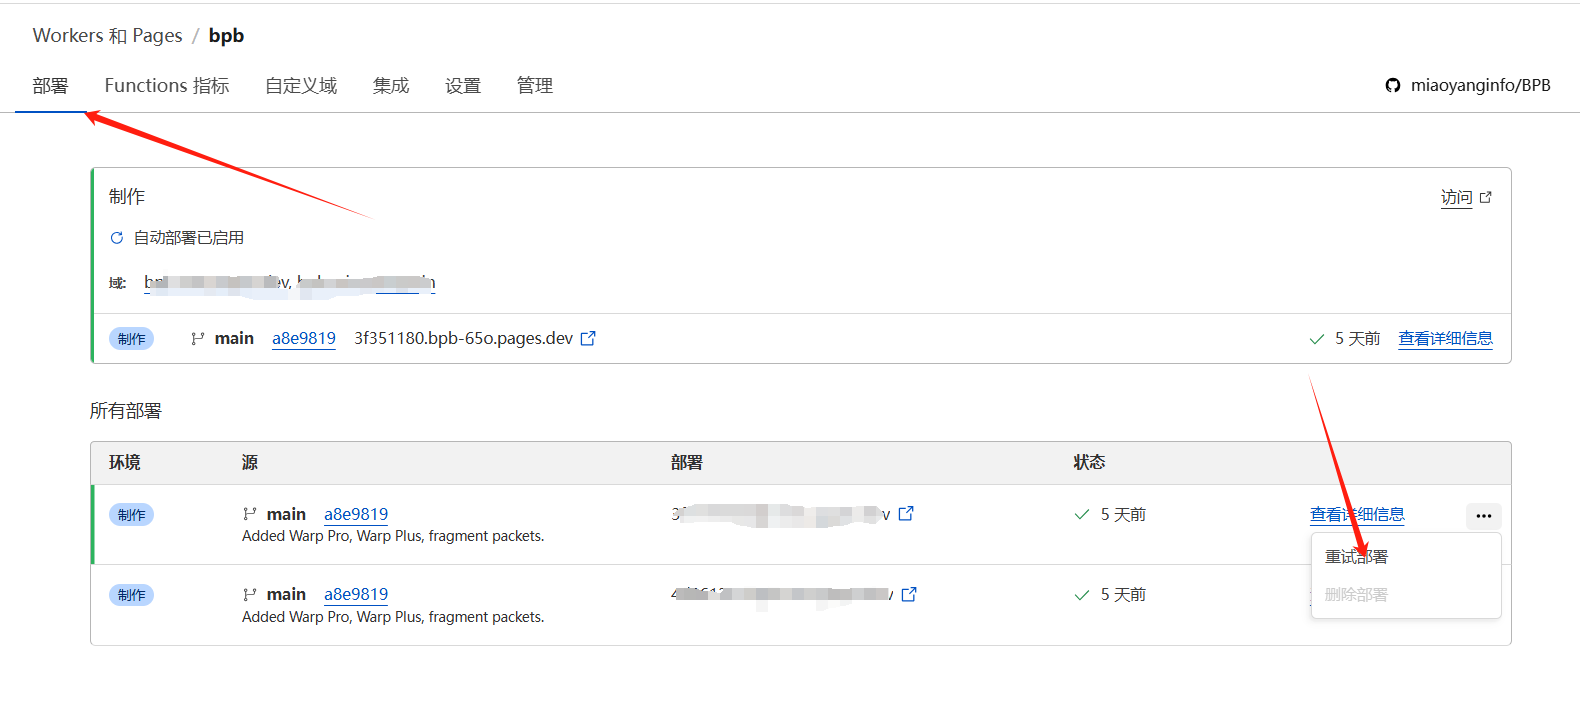 Workers 和 Pages / bpb
部署 Functions 指标 自定义域 集成 设置 管理 miaoyanginfo/BPB
制作 访问
自动部署已启用
域:
制作 main a8e9819 3f351180.bpb-65o.pages.dev 5 天前 查看详细信息
所有部署
环境 源 部署 状态
制作 main a8e9819 5 天前 查看详细信息 ...
Added Warp Pro, Warp Plus, fragment packets.
重试部署
制作 main a8e9819 5 天前
删除部署
Added Warp Pro, Warp Plus, fragment packets.